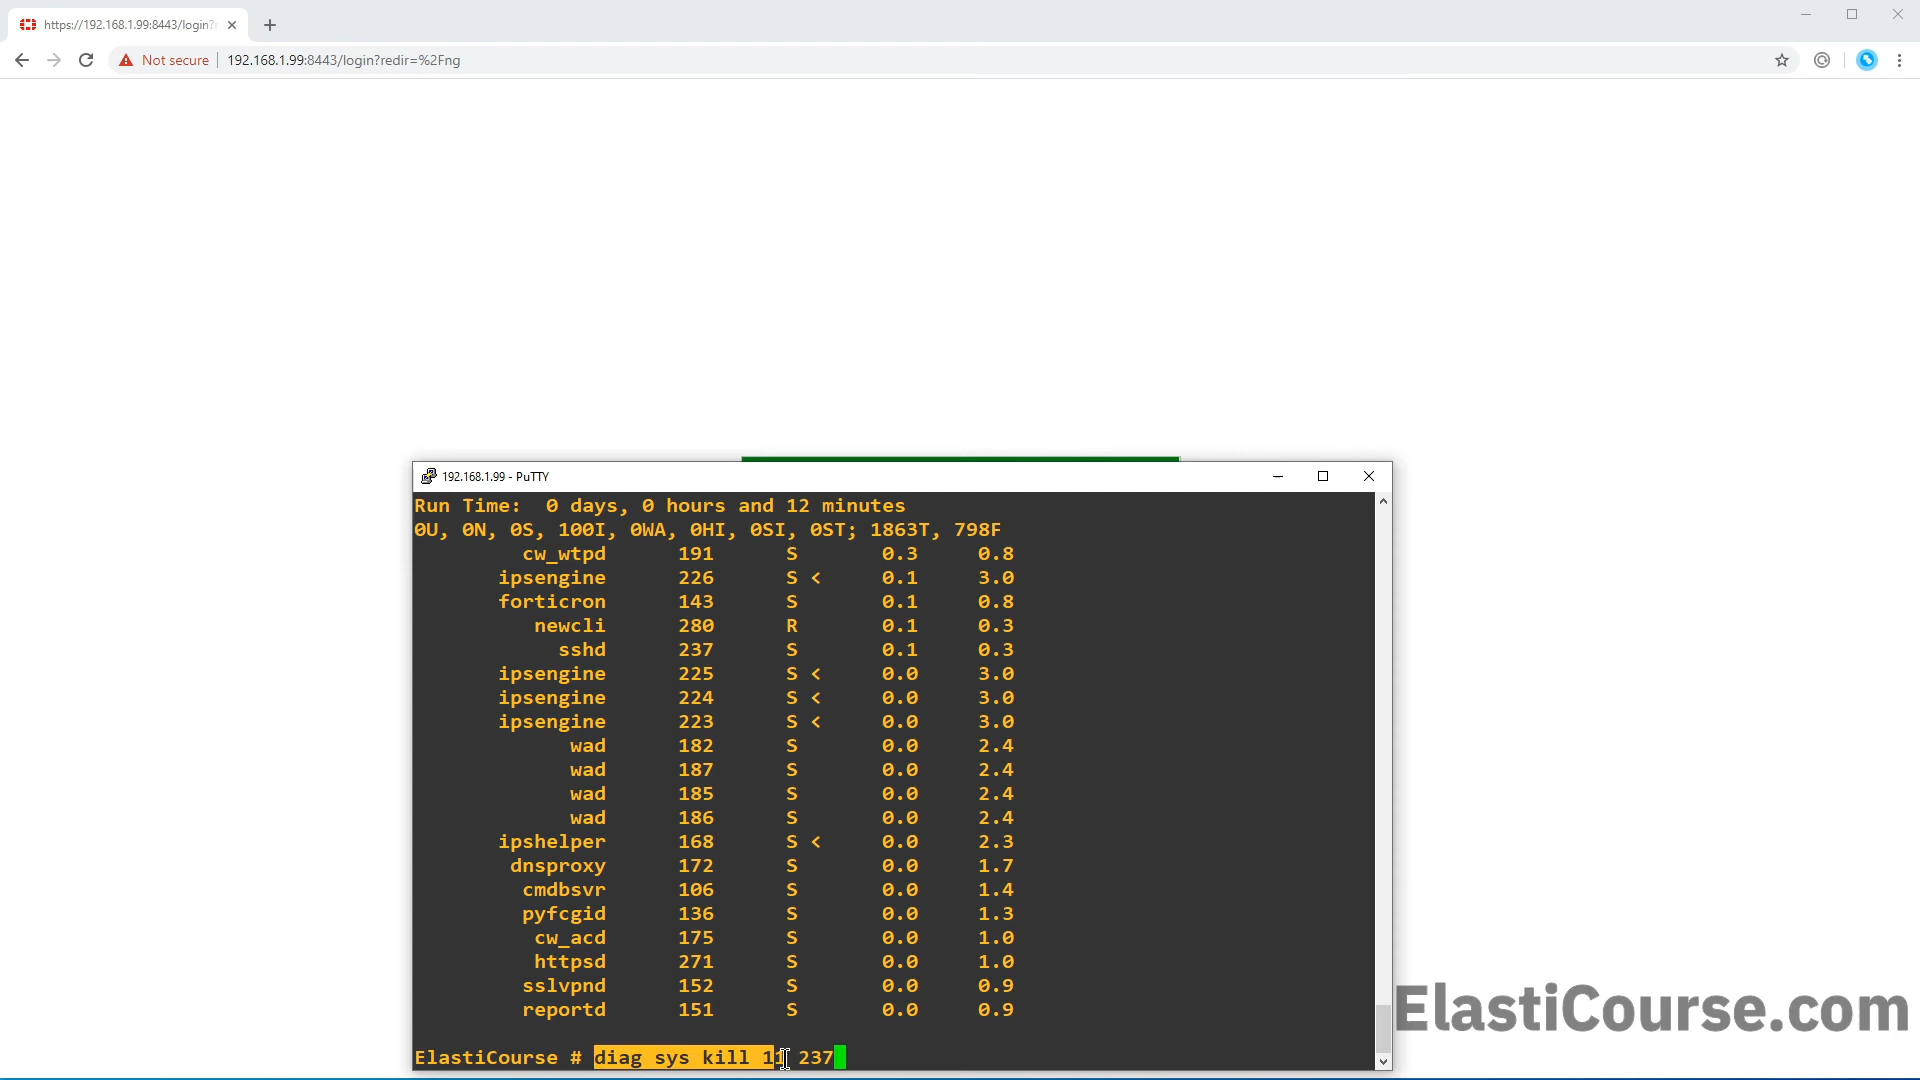 https://192.168.1.99:8443/login?r
Not secure
192.168.1.99:8443/login?redir=%2Fng
192.168.1.99 - PuTTY
Run Time:  0 days, 0 hours and 12 minutes
0U, 0N, 0S, 100I, 0WA, 0HI, 0SI, 0ST; 1863T, 798F
cw_wtpd 191 S 0.3 0.8
ipsengine 226 S < 0.1 3.0
forticron 143 S 0.1 0.8
newcli 280 R 0.1 0.3
sshd 237 S 0.1 0.3
ipsengine 225 S < 0.0 3.0
ipsengine 224 S < 0.0 3.0
ipsengine 223 S < 0.0 3.0
wad 182 S 0.0 2.4
wad 187 S 0.0 2.4
wad 185 S 0.0 2.4
wad 186 S 0.0 2.4
ipshelper 168 S < 0.0 2.3
dnsproxy 172 S 0.0 1.7
cmdbsvr 106 S 0.0 1.4
pyfcgid 136 S 0.0 1.3
cw_acd 175 S 0.0 1.0
httpsd 271 S 0.0 1.0
sslvpnd 152 S 0.0 0.9
reportd 151 S 0.0 0.9
ElastiCourse # diag sys kill 11 237
ElastiCourse.com